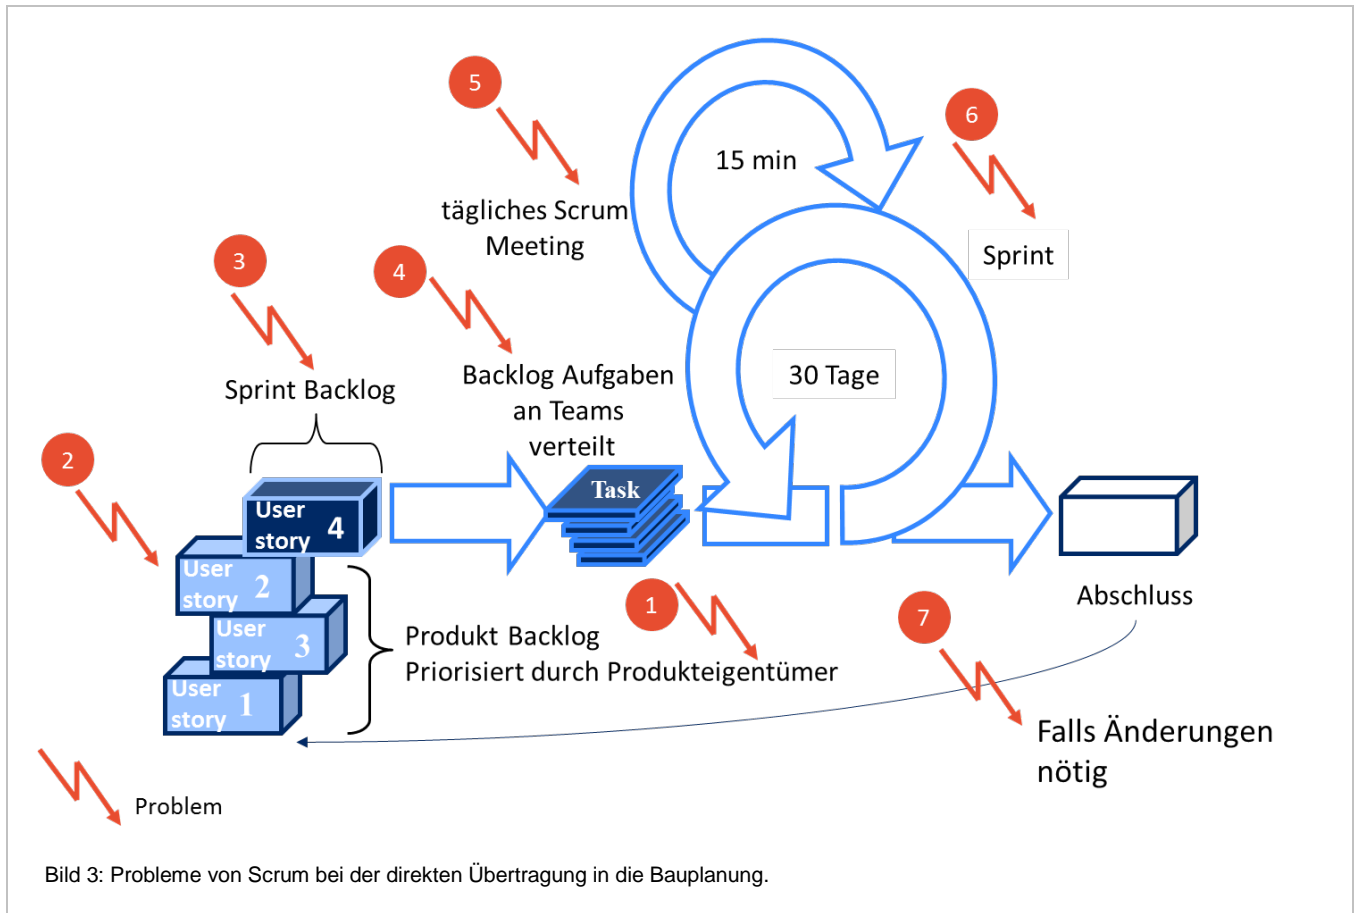 5
6
15 min
tägliches Scrum
Meeting
Sprint
3
4
30 Tage
Backlog Aufgaben
an Teams
verteilt
Sprint Backlog
2
Task
User
story 4
User
story 2
User
story 3
User
story 1
1
Produkt Backlog
Priorisiert durch Produkteigentümer
Abschluss
7
Falls Änderungen
nötig
Problem
Bild 3: Probleme von Scrum bei der direkten Übertragung in die Bauplanung.